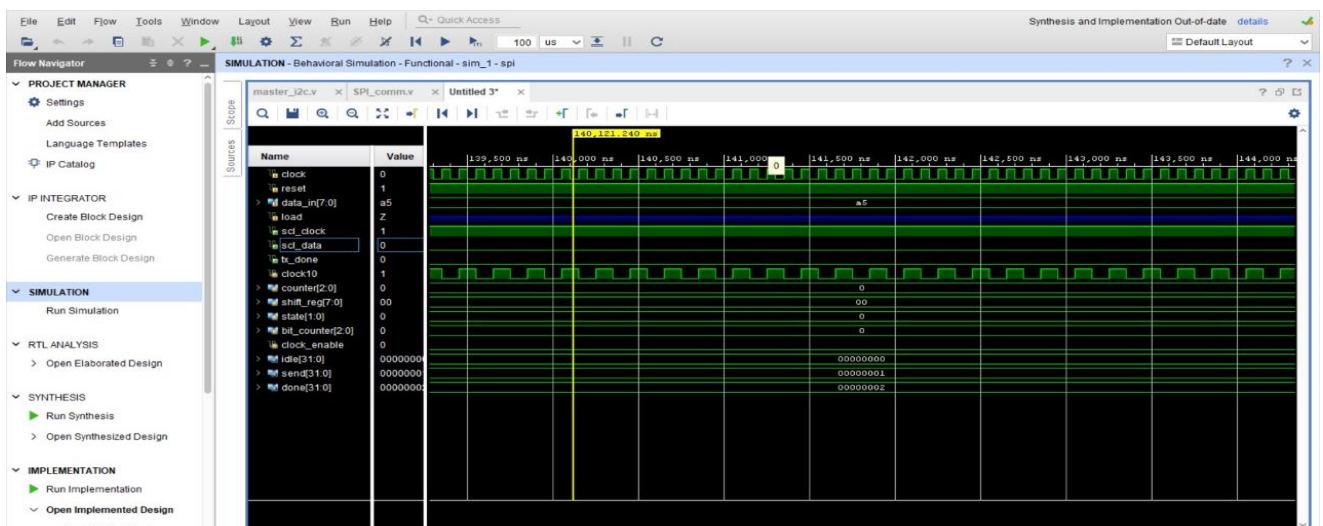 File Edit Flow Tools Window Layout View Run Help Quick Access Synthesis and Implementation Out-of-date details
100 us Default Layout
Flow Navigator ? SIMULATION - Behavioral Simulation - Functional - sim_1 - spi ?
PROJECT MANAGER
Settings
Add Sources
Language Templates
IP Catalog
IP INTEGRATOR
Create Block Design
Open Block Design
Generate Block Design
SIMULATION
Run Simulation
RTL ANALYSIS
Open Elaborated Design
SYNTHESIS
Run Synthesis
Open Synthesized Design
IMPLEMENTATION
Run Implementation
Open Implemented Design
Scope
Sources
master_i2c.v SPI_comm.v Untitled 3* ?
140,121.240 ns
Name Value 139,500 ns 140,000 ns 140,500 ns 141,000 141,500 ns 142,000 ns 142,500 ns 143,000 ns 143,500 ns 144,000 ns
0
clock 0
reset 1
data_in[7:0] a5 a5
load Z
scl_clock 1
scl_data 0
tx_done 0
clock10 1
counter[2:0] 0 0
shift_reg[7:0] 00 00
state[1:0] 0 0
bit_counter[2:0] 0 0
clock_enable 0
idle[31:0] 0000000 00000000
send[31:0] 0000000 00000001
done[31:0] 0000000 00000002